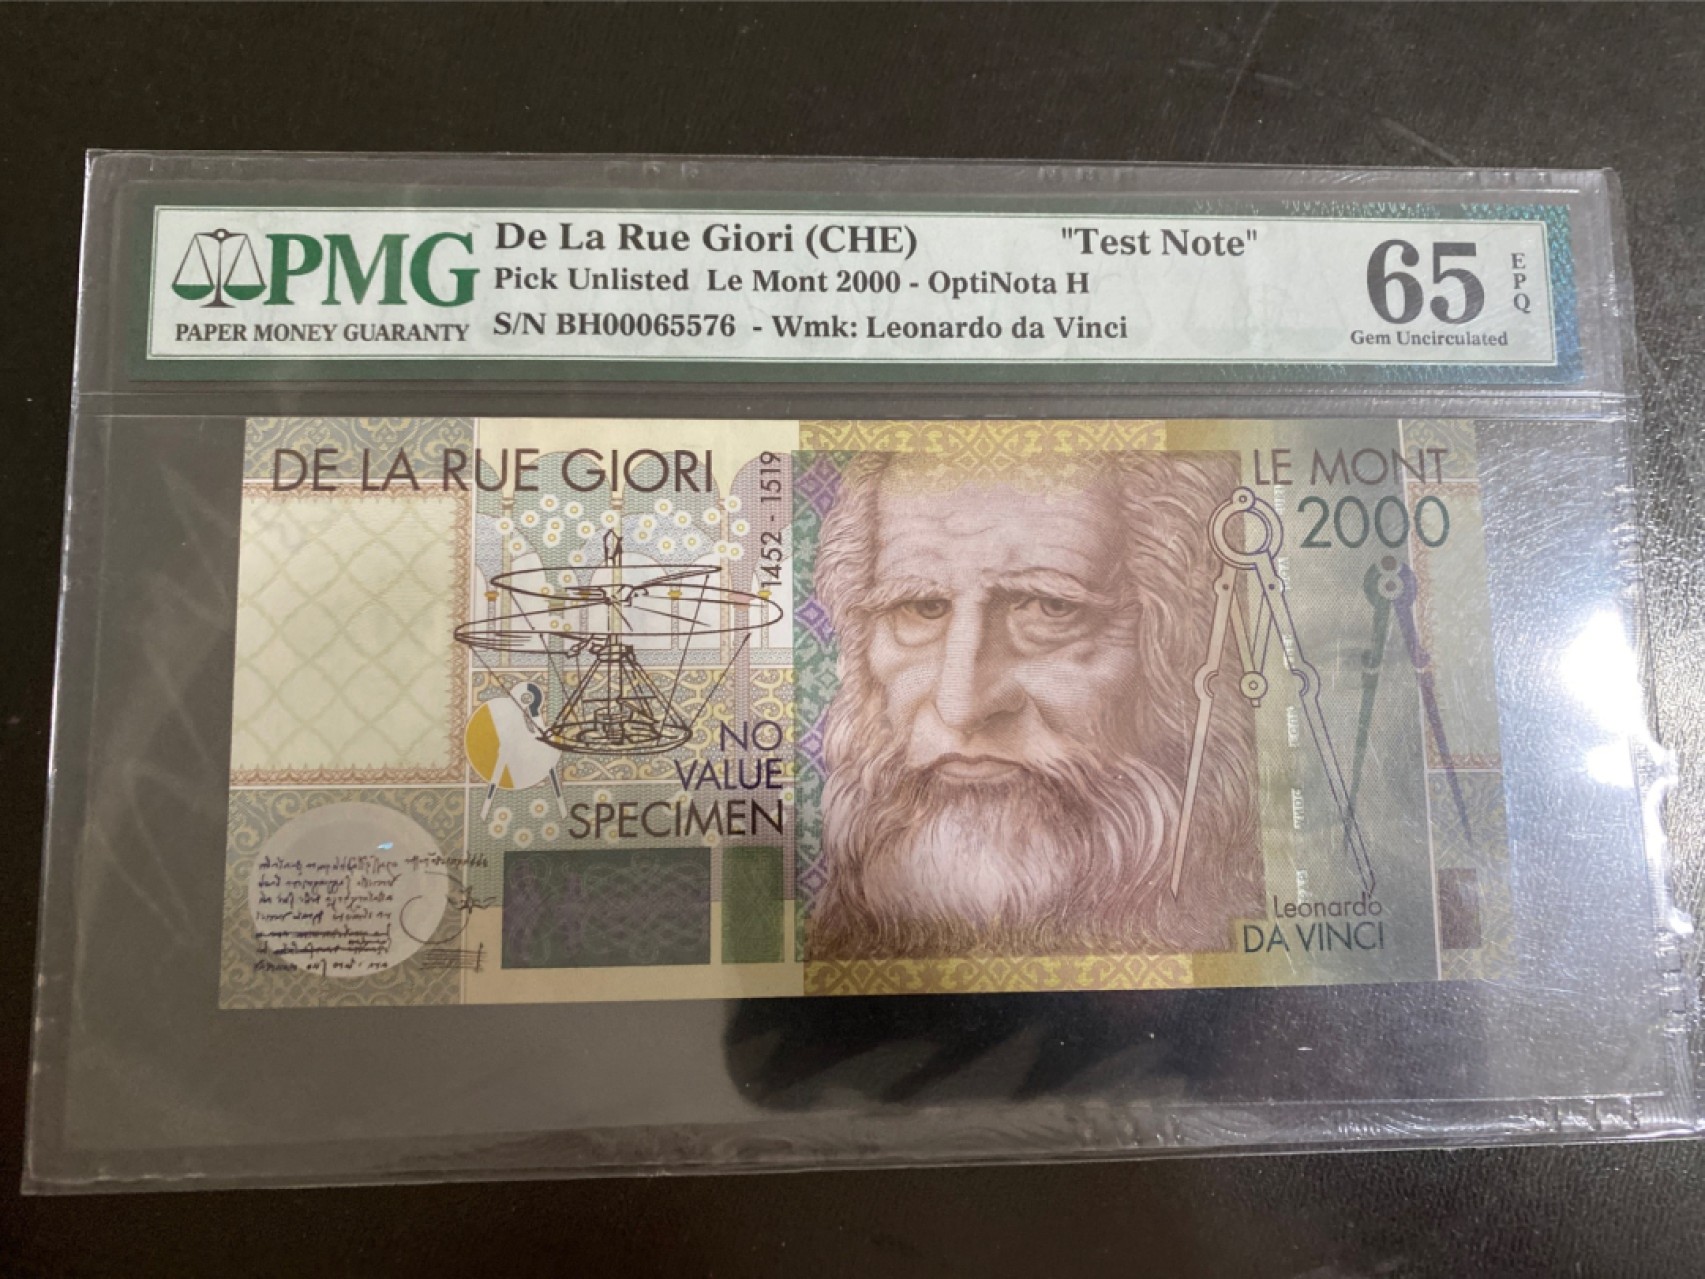 PMG
PAPER MONEY GUARANTY
De La Rue Giori (CHE) "Test Note"
Pick Unlisted Le Mont 2000 - OptiNota H
S/N BH00065576 - Wmk: Leonardo da Vinci
65
EPQ
Gem Uncirculated
DE LA RUE GIORI
1452 - 1519
LE MONT
2000
NO
VALUE
SPECIMEN
Leonardo
DA VINCI